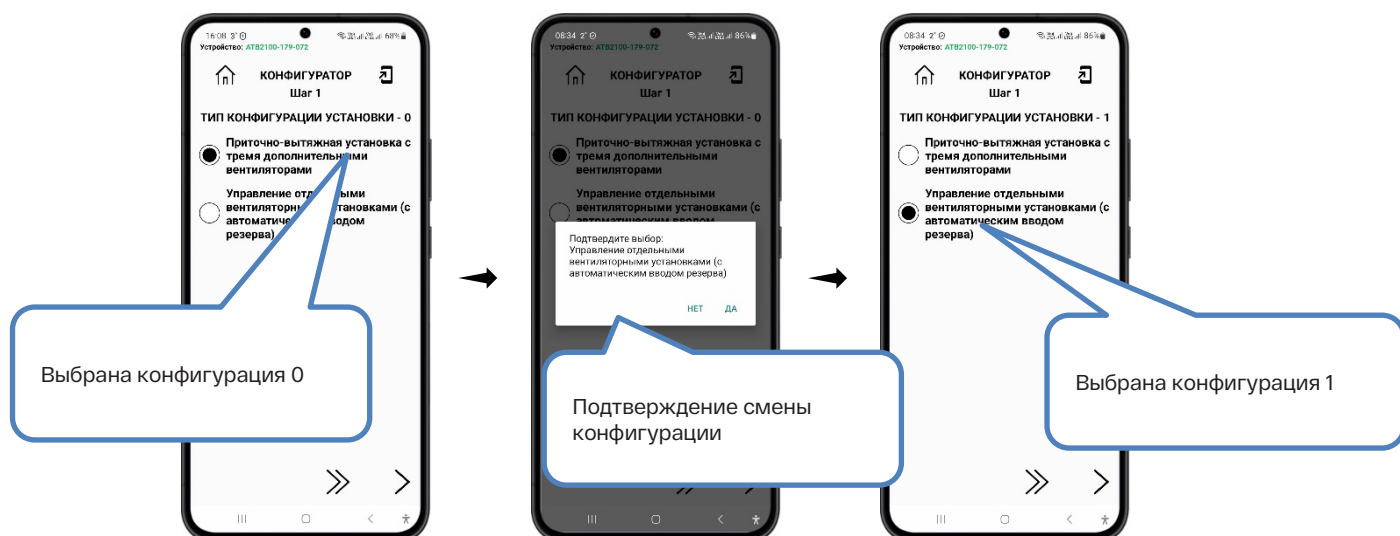 16:08 3°
68%
Устройство: ATB2100-179-072
КОНФИГУРАТОР
Шаг 1
ТИП КОНФИГУРАЦИИ УСТАНОВКИ - 0
Приточно-вытяжная установка с
тремя дополнительными
вентиляторами
Управление отдельными
вентиляторными установками (с
автоматическим вводом
резерва)
Выбрана конфигурация 0
08:34 2°
86%
Устройство: ATB2100-179-072
КОНФИГУРАТОР
Шаг 1
ТИП КОНФИГУРАЦИИ УСТАНОВКИ - 0
Приточно-вытяжная установка с
тремя дополнительными
вентиляторами
Управление отдельными
вентиляторными установками (с
автоматическим вводом
Подтвердите выбор:
Управление отдельными
вентиляторными установками (с
автоматическим вводом резерва)
НЕТ ДА
Подтверждение смены
конфигурации
08:34 2°
86%
Устройство: ATB2100-179-072
КОНФИГУРАТОР
Шаг 1
ТИП КОНФИГУРАЦИИ УСТАНОВКИ - 1
Приточно-вытяжная установка с
тремя дополнительными
вентиляторами
Управление отдельными
вентиляторными установками (с
автоматическим вводом
резерва)
Выбрана конфигурация 1